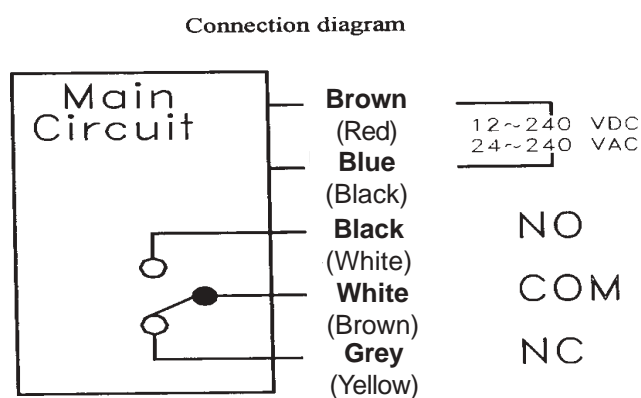 Connection diagram
Main
Circuit
Brown
(Red)
12~240 VDC
24~240 VAC
Blue
(Black)
Black
(White)
NO
White
(Brown)
COM
Grey
(Yellow)
NC